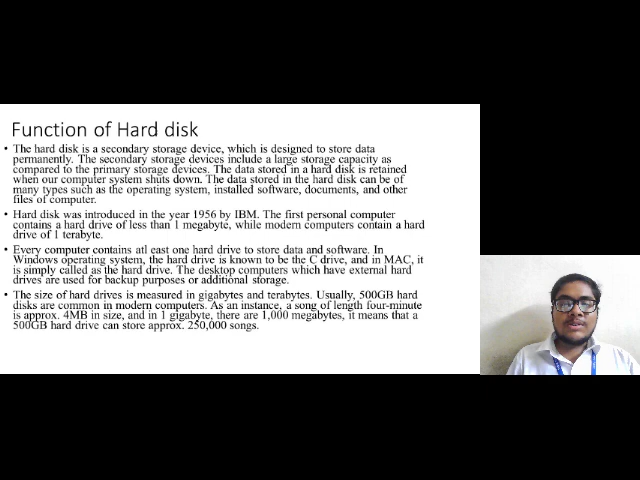 Function of Hard disk
• The hard disk is a secondary storage device, which is designed to store data
permanently. The secondary storage devices include a large storage capacity as
compared to the primary storage devices. The data stored in a hard disk is retained
when our computer system shuts down. The data stored in the hard disk can be of
many types such as the operating system, installed software, documents, and other
files of computer.
• Hard disk was introduced in the year 1956 by IBM. The first personal computer
contains a hard drive of less than 1 megabyte, while modern computers contain a hard
drive of 1 terabyte.
• Every computer contains atl east one hard drive to store data and software. In
Windows operating system, the hard drive is known to be the C drive, and in MAC, it
is simply called as the hard drive. The desktop computers which have external hard
drives are used for backup purposes or additional storage.
• The size of hard drives is measured in gigabytes and terabytes. Usually, 500GB hard
disks are common in modern computers. As an instance, a song of length four-minute
is approx. 4MB in size, and in 1 gigabyte, there are 1,000 megabytes, it means that a
500GB hard drive can store approx. 250,000 songs.